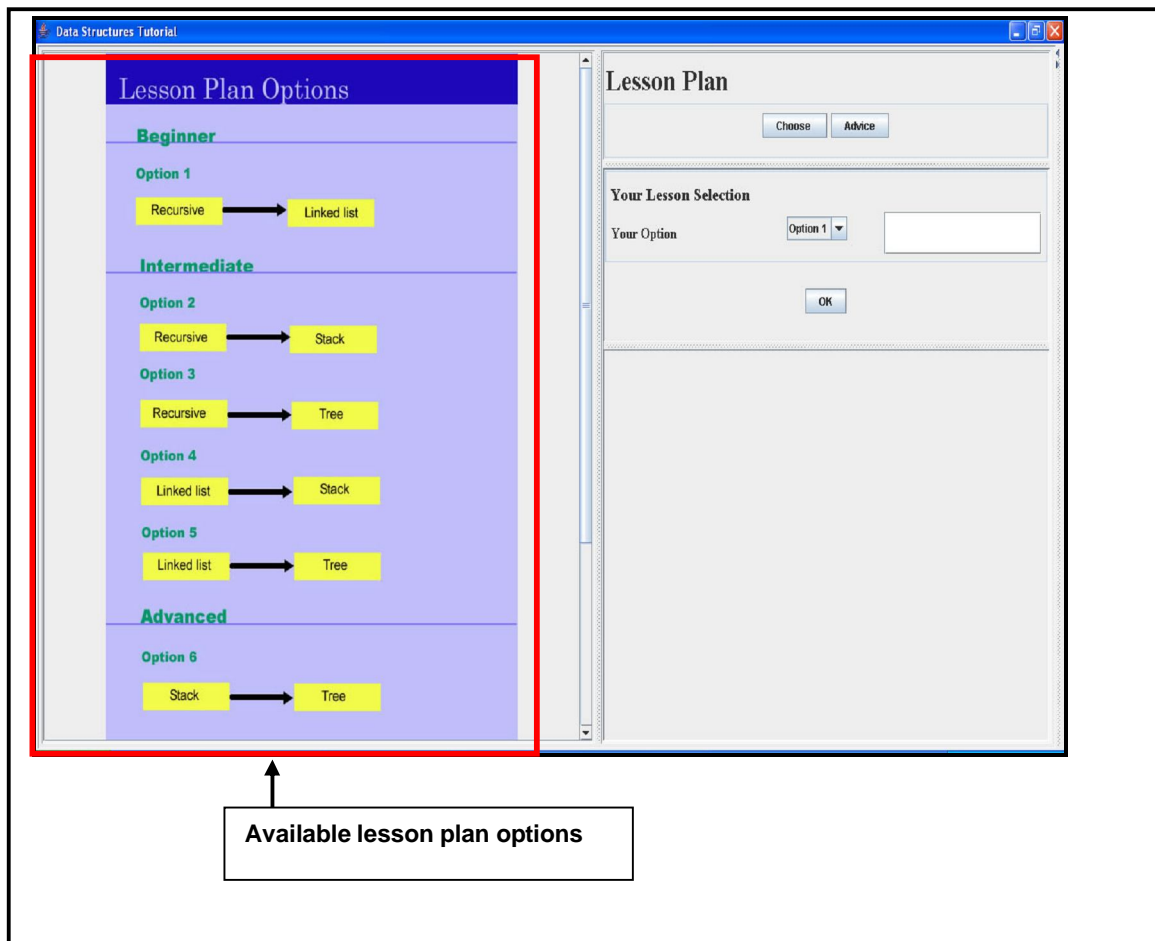 Data Structures Tutorial
Lesson Plan Options
Beginner
Option 1
Recursive
Linked list
Intermediate
Option 2
Recursive
Stack
Option 3
Recursive
Tree
Option 4
Linked list
Stack
Option 5
Linked list
Tree
Advanced
Option 6
Stack
Tree
Lesson Plan
Choose
Advice
Your Lesson Selection
Your Option
Option 1
OK
Available lesson plan options